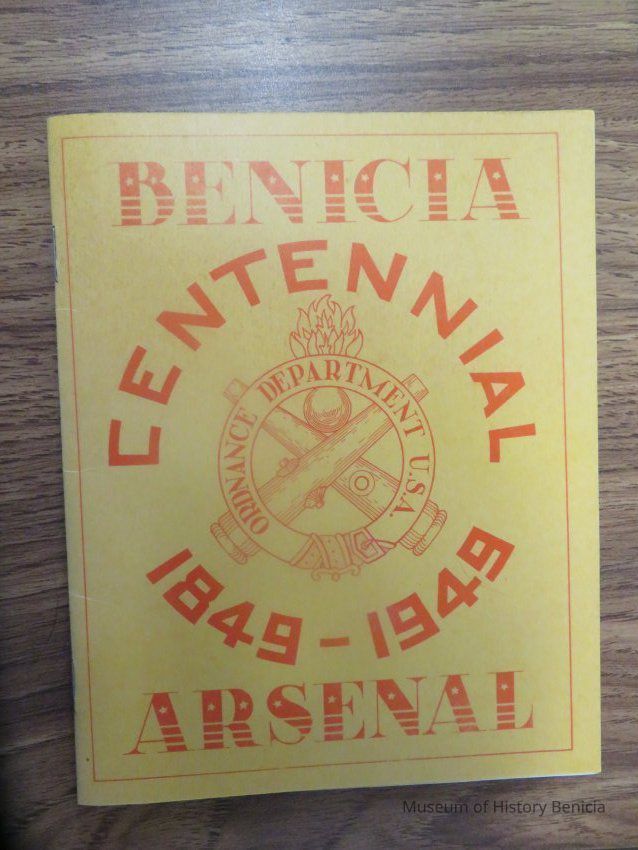 BENICIA
CENTENNIAL
ORDNANCE DEPARTMENT U.S.A.
1849-1949
ARSENAL
Museum of History Benicia